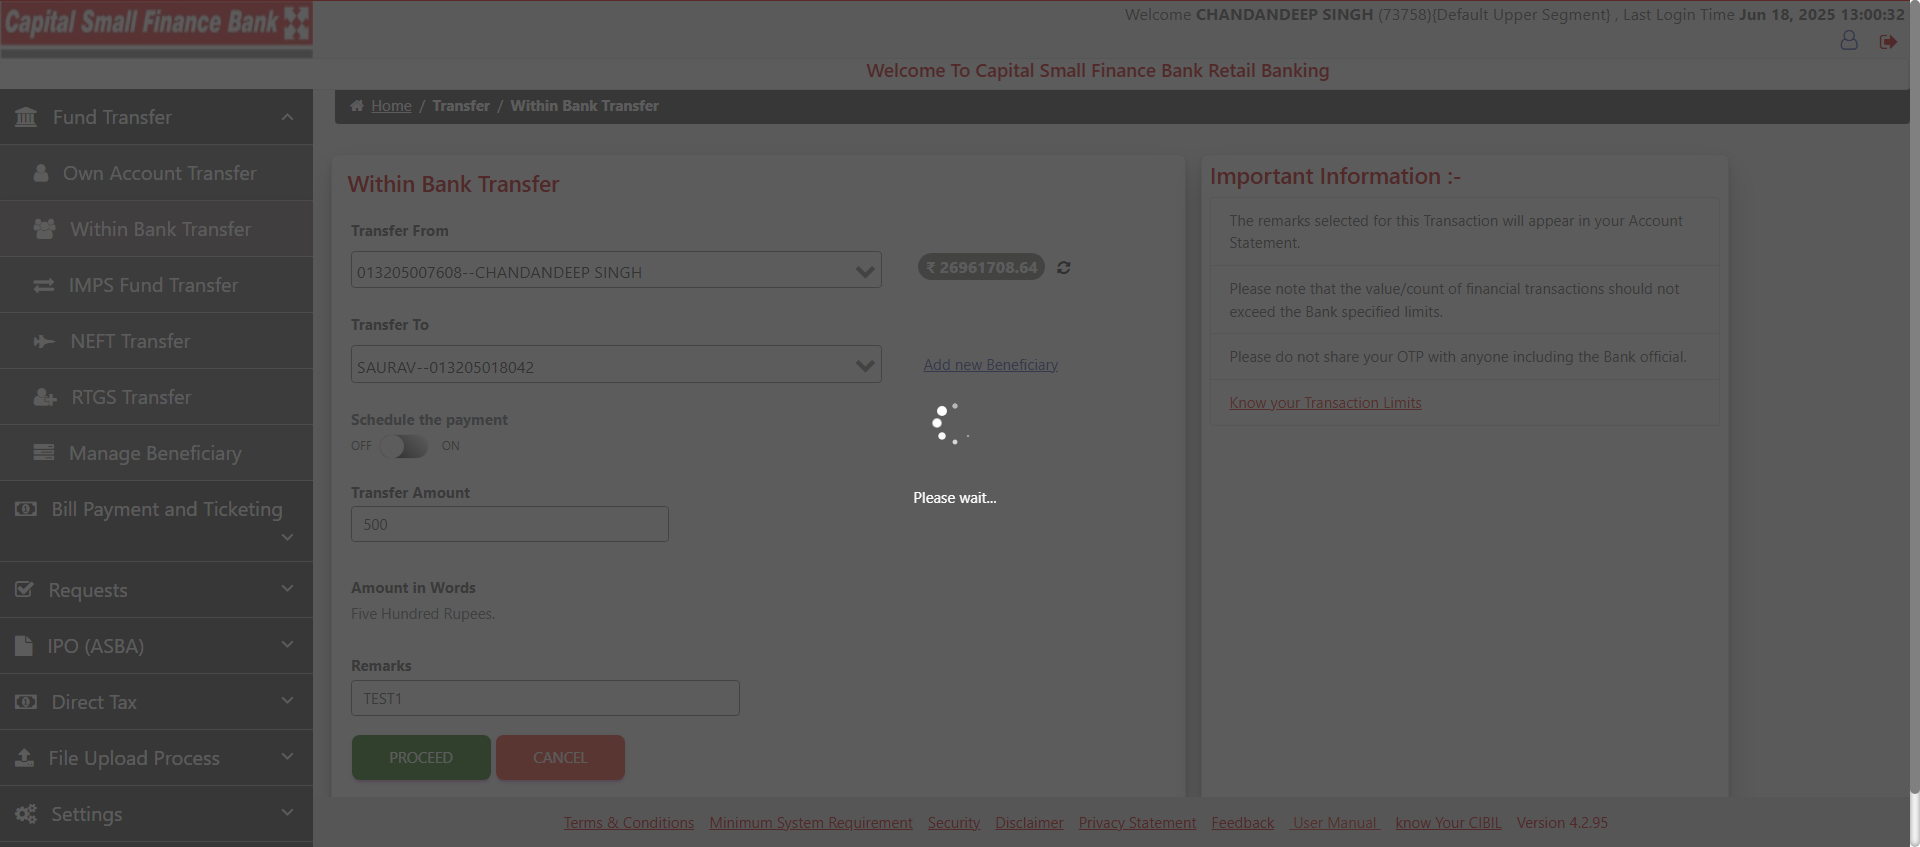 Capital Small Finance Bank
Welcome CHANDANDEEP SINGH (73758){Default Upper Segment} , Last Login Time Jun 18, 2025 13:00:32
Welcome To Capital Small Finance Bank Retail Banking
Home / Transfer / Within Bank Transfer
Fund Transfer
Own Account Transfer
Within Bank Transfer
IMPS Fund Transfer
NEFT Transfer
RTGS Transfer
Manage Beneficiary
Bill Payment and Ticketing
Requests
IPO (ASBA)
Direct Tax
File Upload Process
Settings
Within Bank Transfer
Transfer From
013205007608--CHANDANDEEP SINGH
₹ 26961708.64
Transfer To
SAURAV--013205018042
Add new Beneficiary
Schedule the payment
OFF ON
Transfer Amount
500
Amount in Words
Five Hundred Rupees.
Remarks
TEST1
PROCEED CANCEL
Please wait...
Important Information :-
The remarks selected for this Transaction will appear in your Account
Statement.
Please note that the value/count of financial transactions should not
exceed the Bank specified limits.
Please do not share your OTP with anyone including the Bank official.
Know your Transaction Limits
Terms & Conditions Minimum System Requirement Security Disclaimer Privacy Statement Feedback User Manual know Your CIBIL Version 4.2.95